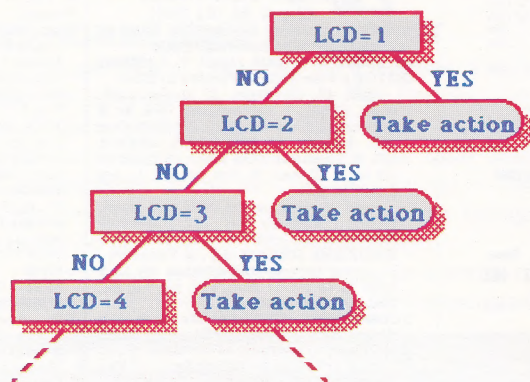 LCD=1
NO
YES
LCD=2
Take action
NO
YES
LCD=3
Take action
NO
YES
LCD=4
Take action